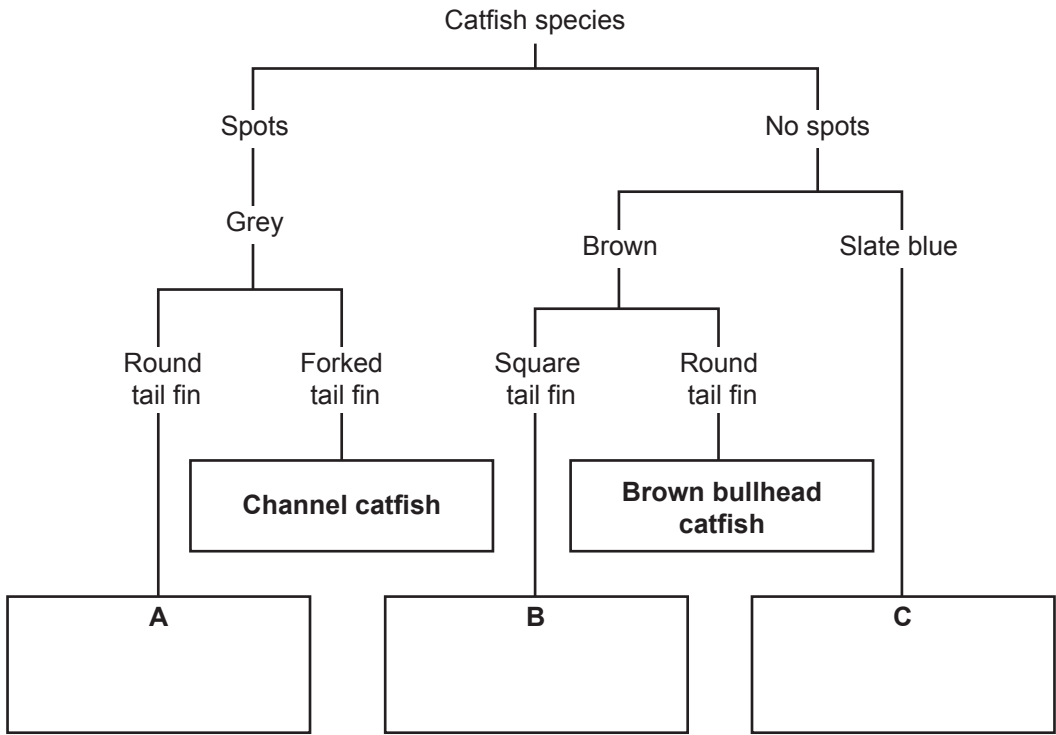 Catfish species
Spots
No spots
Grey
Brown
Slate blue
Round
tail fin
Forked
tail fin
Square
tail fin
Round
tail fin
Channel catfish
Brown bullhead
catfish
A
B
C